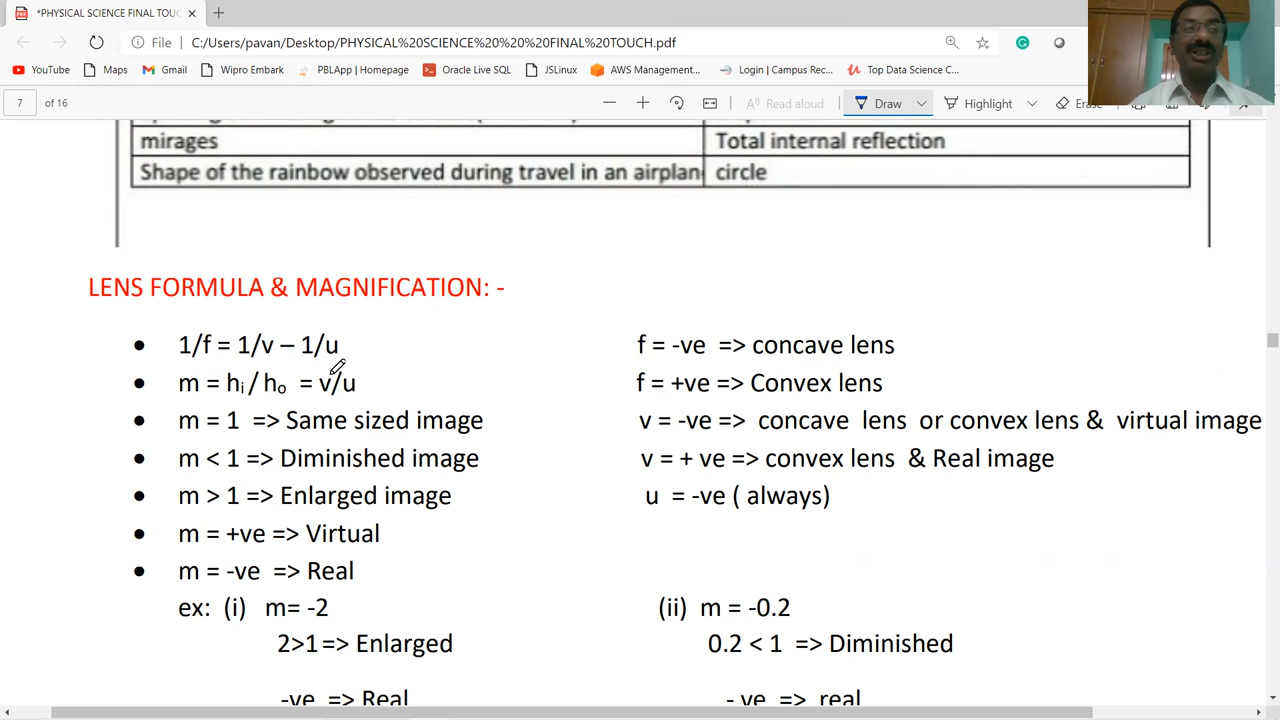 *PHYSICAL SCIENCE FINAL TOUC
File C:/Users/pavan/Desktop/PHYSICAL%20SCIENCE%20%20%20FINAL%20TOUCH.pdf
YouTube Maps Gmail Wipro Embark PBLApp | Homepage Oracle Live SQL JSLinux AWS Management... Login | Campus Rec... Top Data Science C...
7 of 16 Read aloud Draw Highlight Erase
mirages Total internal reflection
Shape of the rainbow observed during travel in an airplan circle
LENS FORMULA & MAGNIFICATION: -
• 1/f = 1/v – 1/u f = -ve => concave lens
• m = hᵢ / hₒ = v/u f = +ve => Convex lens
• m = 1 => Same sized image v = -ve => concave lens or convex lens & virtual image
• m < 1 => Diminished image v = + ve => convex lens & Real image
• m > 1 => Enlarged image u = -ve ( always)
• m = +ve => Virtual
• m = -ve => Real
ex: (i) m= -2 (ii) m = -0.2
2>1 => Enlarged 0.2 < 1 => Diminished
-ve => Real - ve => real